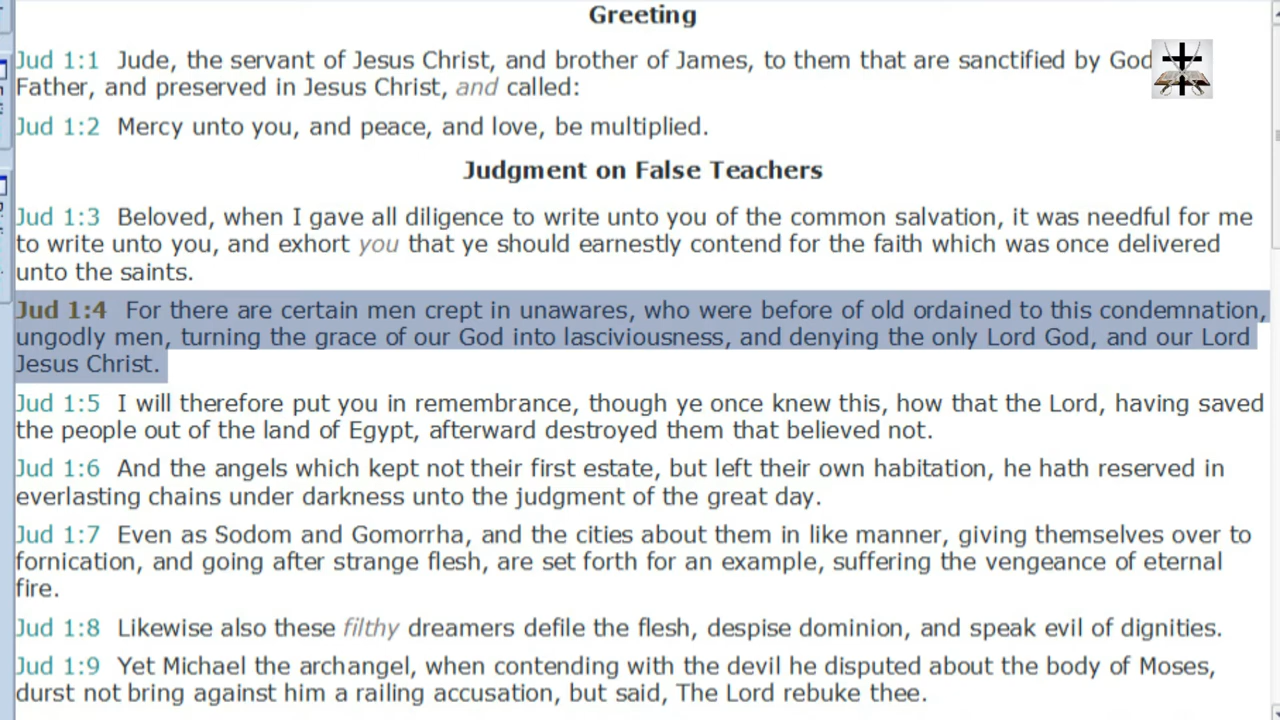 Greeting
Jud 1:1 Jude, the servant of Jesus Christ, and brother of James, to them that are sanctified by God
Father, and preserved in Jesus Christ, and called:
Jud 1:2 Mercy unto you, and peace, and love, be multiplied.
Judgment on False Teachers
Jud 1:3 Beloved, when I gave all diligence to write unto you of the common salvation, it was needful for me
to write unto you, and exhort you that ye should earnestly contend for the faith which was once delivered
unto the saints.
Jud 1:4 For there are certain men crept in unawares, who were before of old ordained to this condemnation,
ungodly men, turning the grace of our God into lasciviousness, and denying the only Lord God, and our Lord
Jesus Christ.
Jud 1:5 I will therefore put you in remembrance, though ye once knew this, how that the Lord, having saved
the people out of the land of Egypt, afterward destroyed them that believed not.
Jud 1:6 And the angels which kept not their first estate, but left their own habitation, he hath reserved in
everlasting chains under darkness unto the judgment of the great day.
Jud 1:7 Even as Sodom and Gomorrha, and the cities about them in like manner, giving themselves over to
fornication, and going after strange flesh, are set forth for an example, suffering the vengeance of eternal
fire.
Jud 1:8 Likewise also these filthy dreamers defile the flesh, despise dominion, and speak evil of dignities.
Jud 1:9 Yet Michael the archangel, when contending with the devil he disputed about the body of Moses,
durst not bring against him a railing accusation, but said, The Lord rebuke thee.